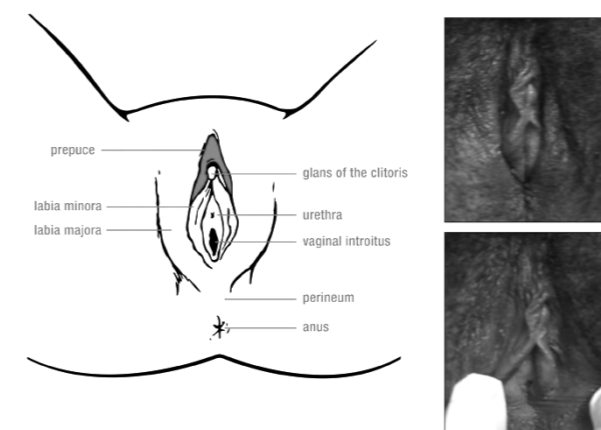 prepuce
glans of the clitoris
labia minora
urethra
labia majora
vaginal introitus
perineum
anus